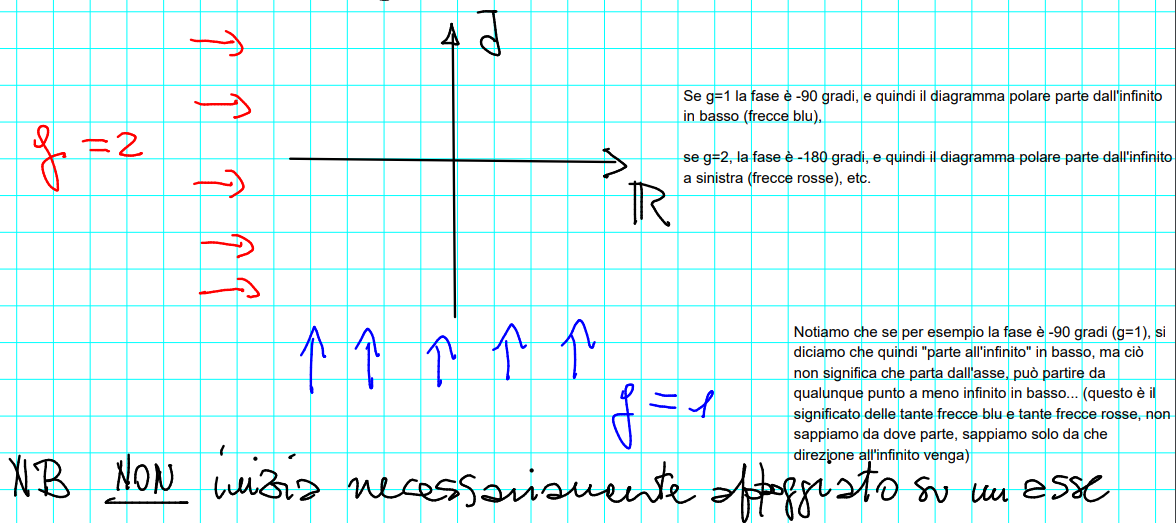 J
Se g=1 la fase è -90 gradi, e quindi il diagramma polare parte dall'infinito
in basso (frecce blu),
g = 2
se g=2, la fase è -180 gradi, e quindi il diagramma polare parte dall'infinito
a sinistra (frecce rosse), etc.
ℝ
Notiamo che se per esempio la fase è -90 gradi (g=1), si
diciamo che quindi "parte all'infinito" in basso, ma ciò
non significa che parta dall'asse, può partire da
qualunque punto a meno infinito in basso... (questo è il
significato delle tante frecce blu e tante frecce rosse, non
sappiamo da dove parte, sappiamo solo da che
direzione all'infinito venga)
g = 1
NB NON inizia necessariamente appoggiato su un asse